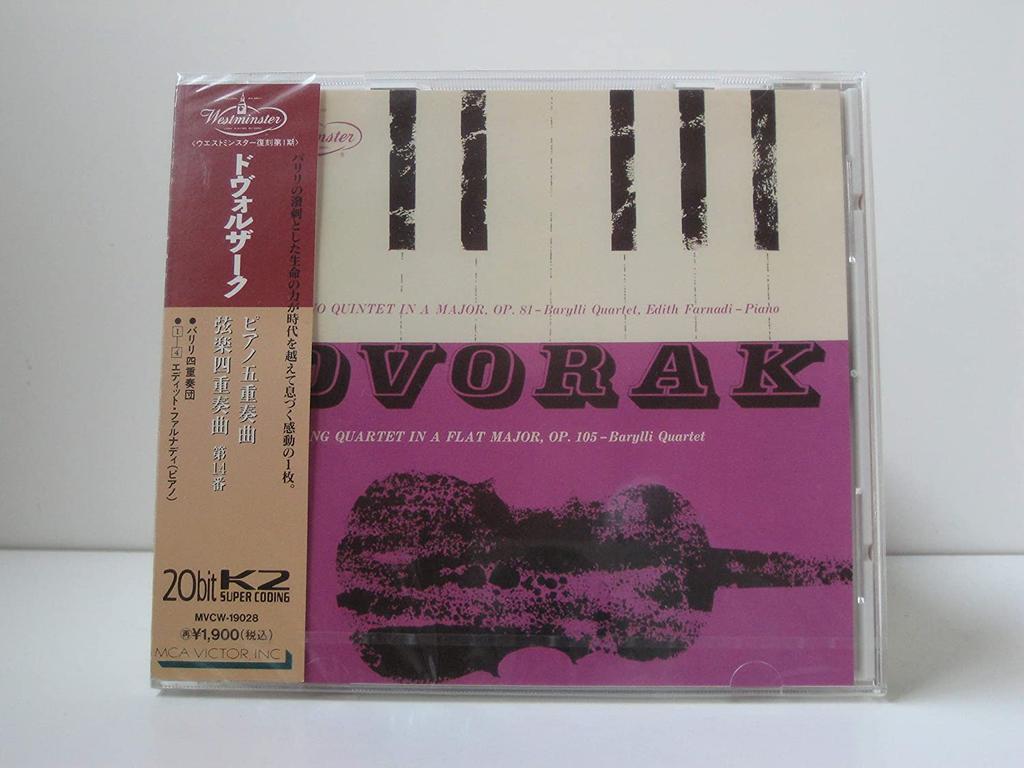 Westminster
〈ウエストミンスター復刻第1期〉
ドヴォルザーク
ピアノ五重奏曲
弦楽四重奏曲 第14番
●バリリ四重奏団
●1-4 エディット・ファルナディ(ピアノ)
バリリの溌剌とした生命の力が時代を越えて息づく感動の1枚。
20bit K2
SUPER CODING
MVCW-19028
再¥1,900(税込)
MCA VICTOR, INC
minster
®
NO QUINTET IN A MAJOR, OP. 81–Barylli Quartet, Edith Farnadi–Piano
DVORAK
NG QUARTET IN A FLAT MAJOR, OP. 105–Barylli Quartet